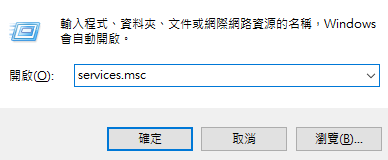 輸入程式、資料夾、文件或網際網路資源的名稱，Windows
會自動開啟。
開啟(O): services.msc
確定 取消 瀏覽(B)...